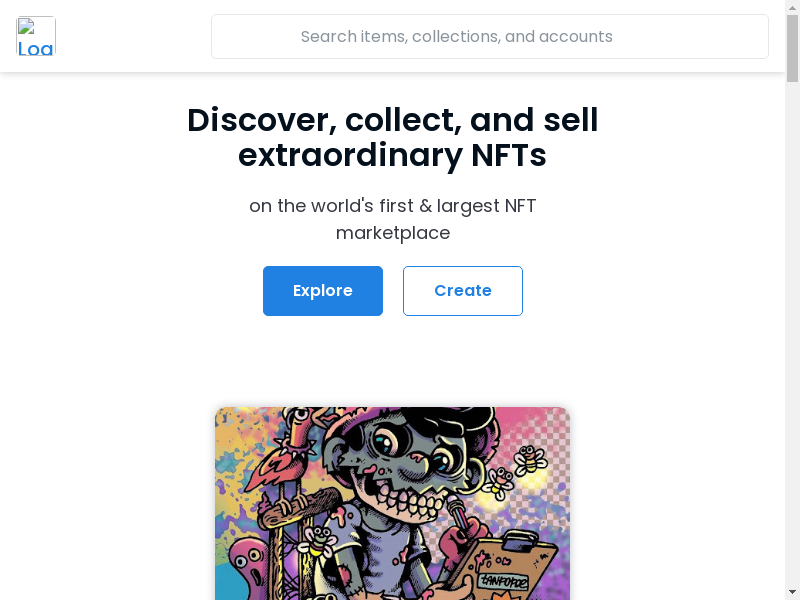 Loa
Search items, collections, and accounts
Discover, collect, and sell
extraordinary NFTs
on the world's first & largest NFT
marketplace
Explore
Create